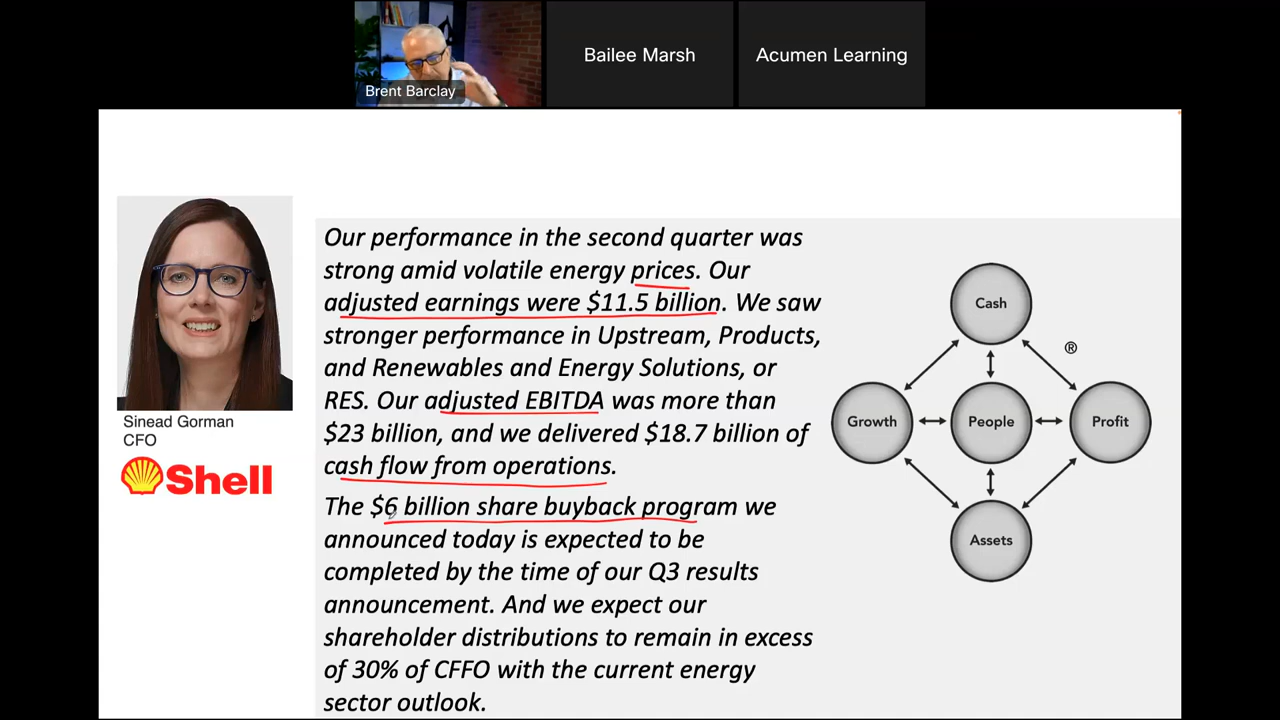 Brent Barclay
Bailee Marsh
Acumen Learning
Our performance in the second quarter was
strong amid volatile energy prices. Our
adjusted earnings were $11.5 billion. We saw
stronger performance in Upstream, Products,
and Renewables and Energy Solutions, or
RES. Our adjusted EBITDA was more than
$23 billion, and we delivered $18.7 billion of
cash flow from operations.
The $6 billion share buyback program we
announced today is expected to be
completed by the time of our Q3 results
announcement. And we expect our
shareholder distributions to remain in excess
of 30% of CFFO with the current energy
sector outlook.
Sinead Gorman
CFO
Shell
Cash
®
Growth
People
Profit
Assets